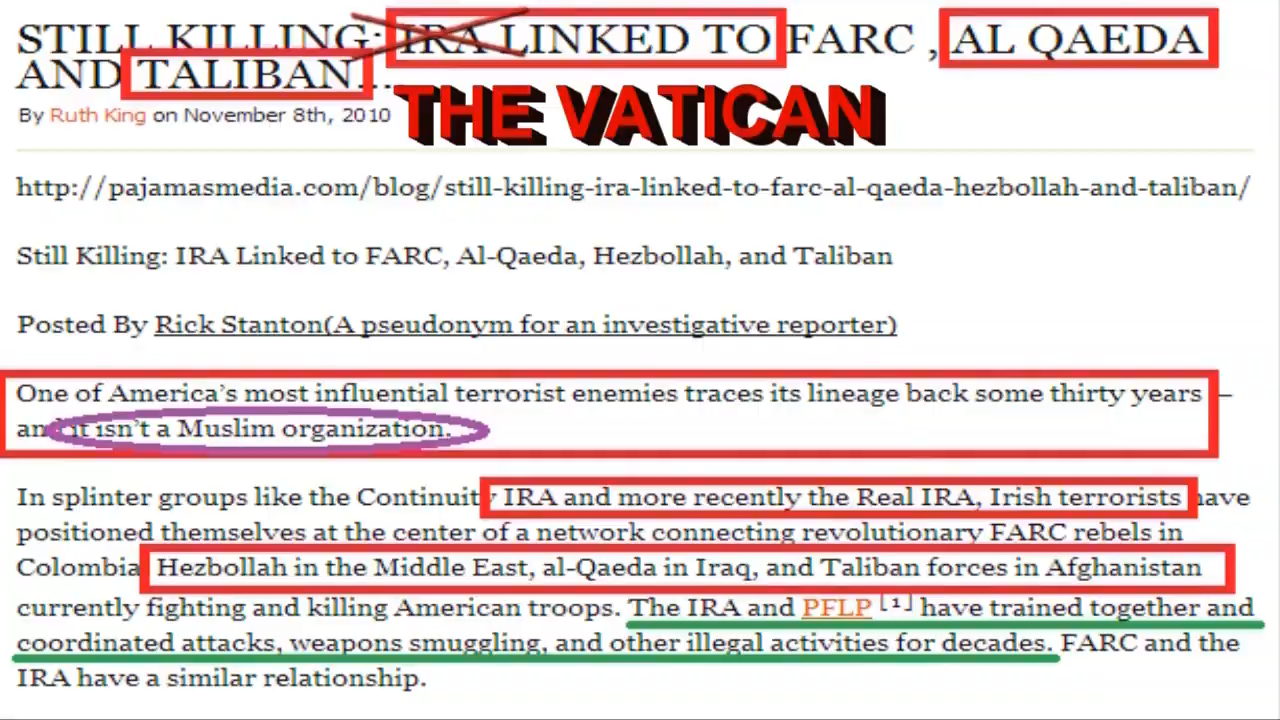 STILL KILLING: IRA LINKED TO FARC , AL QAEDA
AND TALIBAN...
THE VATICAN
By Ruth King on November 8th, 2010
http://pajamasmedia.com/blog/still-killing-ira-linked-to-farc-al-qaeda-hezbollah-and-taliban/
Still Killing: IRA Linked to FARC, Al-Qaeda, Hezbollah, and Taliban
Posted By Rick Stanton(A pseudonym for an investigative reporter)
One of America's most influential terrorist enemies traces its lineage back some thirty years –
and it isn't a Muslim organization.
In splinter groups like the Continuity IRA and more recently the Real IRA, Irish terrorists have
positioned themselves at the center of a network connecting revolutionary FARC rebels in
Colombia Hezbollah in the Middle East, al-Qaeda in Iraq, and Taliban forces in Afghanistan
currently fighting and killing American troops. The IRA and PFLP [1] have trained together and
coordinated attacks, weapons smuggling, and other illegal activities for decades. FARC and the
IRA have a similar relationship.